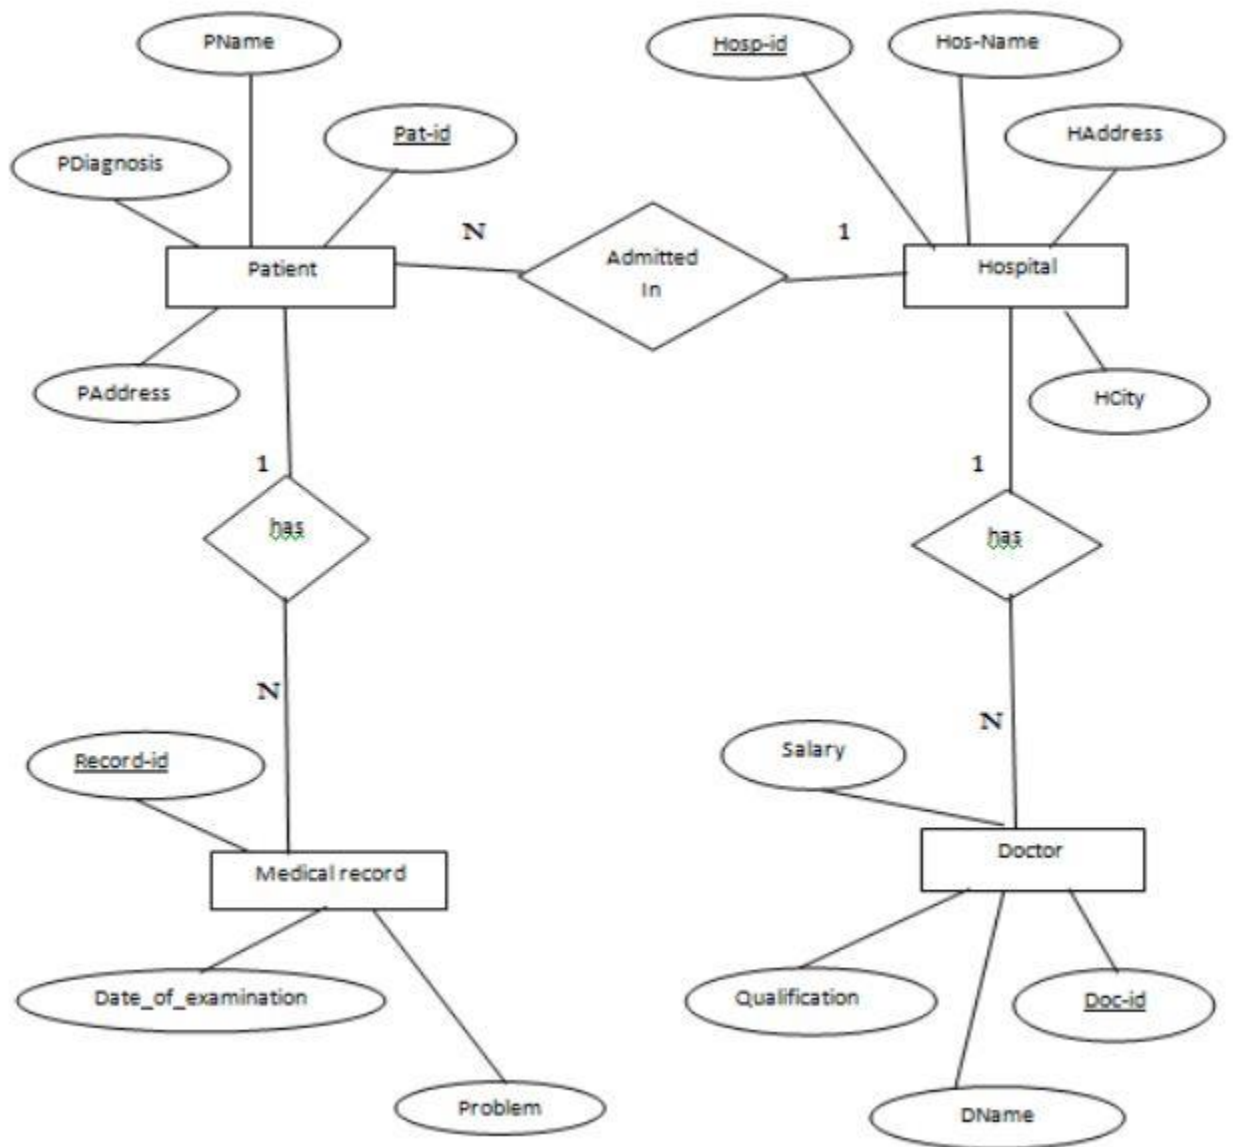 PName
Hosp-id
Hos-Name
Pat-id
HAddress
PDiagnosis
N
1
Admitted
In
Patient
Hospital
PAddress
HCity
1
1
has
has
N
N
Salary
Record-id
Doctor
Medical record
Date_of_examination
Qualification
Doc-id
Problem
DName